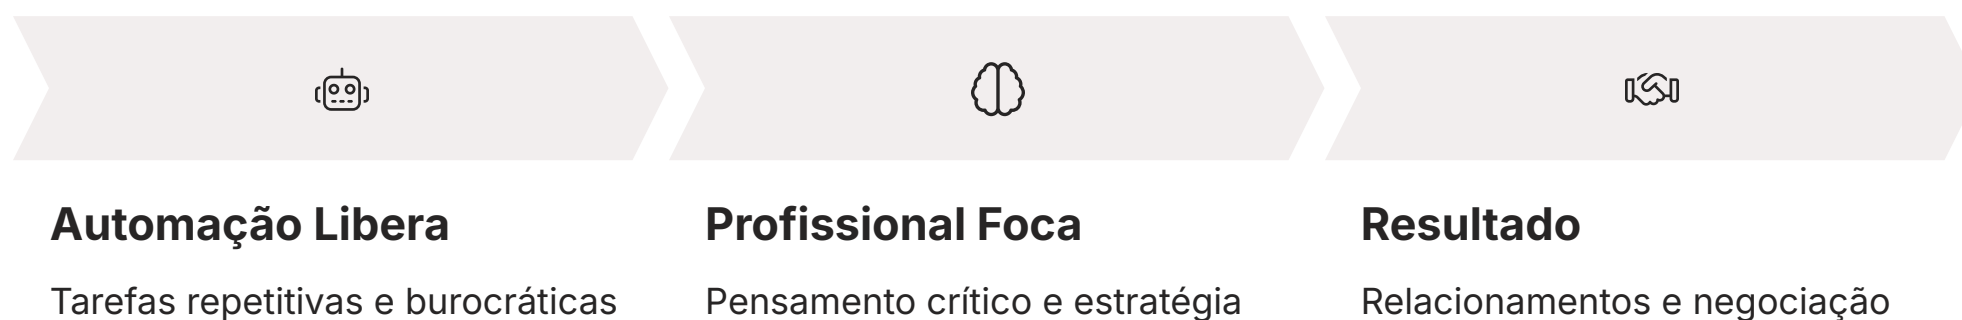 Automação Libera
Tarefas repetitivas e burocráticas
Profissional Foca
Pensamento crítico e estratégia
Resultado
Relacionamentos e negociação